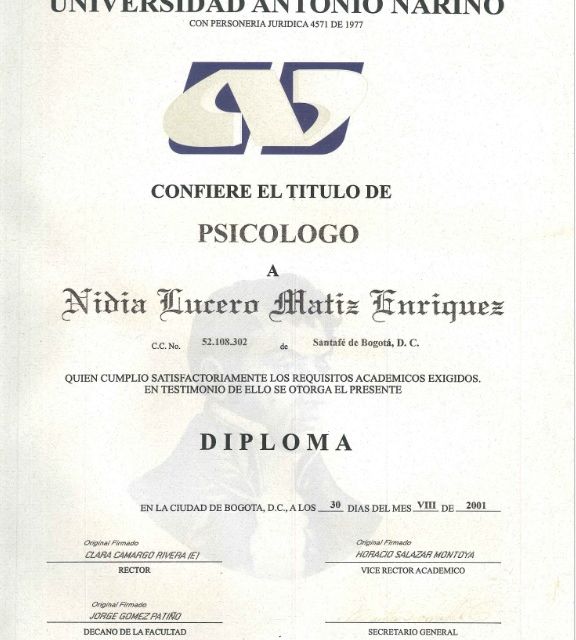 UNIVERSIDAD ANTONIO NARIÑO
CON PERSONERIA JURIDICA 4571 DE 1977
CONFIERE EL TITULO DE
PSICOLOGO
A
Nidia Lucero Matiz Enriquez
C.C. No. 52.108.302 de Santafé de Bogotá, D. C.
QUIEN CUMPLIO SATISFACTORIAMENTE LOS REQUISITOS ACADEMICOS EXIGIDOS.
EN TESTIMONIO DE ELLO SE OTORGA EL PRESENTE
DIPLOMA
EN LA CIUDAD DE BOGOTA, D.C., A LOS 30 DIAS DEL MES VIII DE 2001
Original Firmado Original Firmado
CLARA CAMARGO RIVERA (E) HORACIO SALAZAR MONTOYA
RECTOR VICE RECTOR ACADEMICO
Original Firmado
JORGE GOMEZ PATIÑO
DECANO DE LA FACULTAD SECRETARIO GENERAL